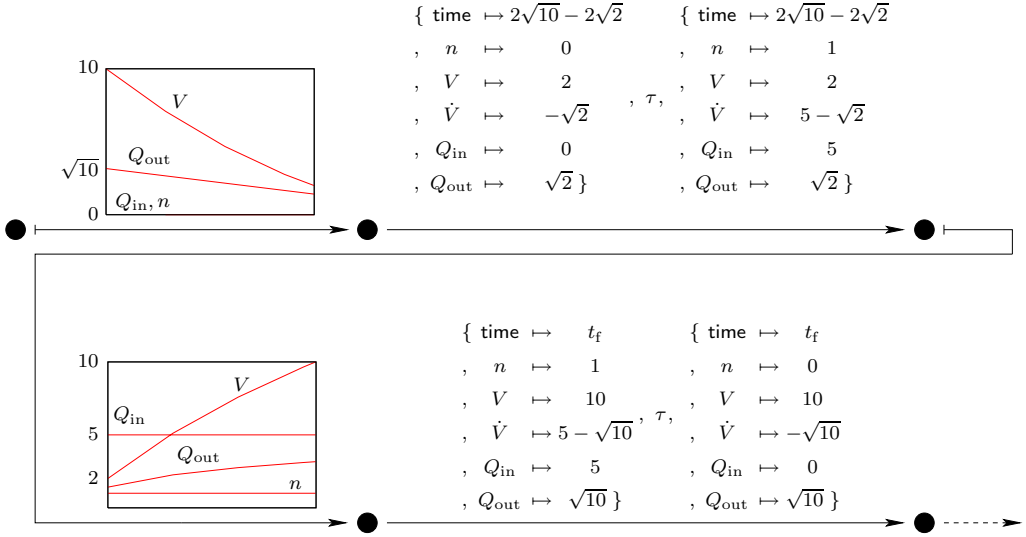 { time ↦ 2√10 − 2√2
, n ↦ 0
, V ↦ 2
, V̇ ↦ −√2
, Q_in ↦ 0
, Q_out ↦ √2 }
, τ,
{ time ↦ 2√10 − 2√2
, n ↦ 1
, V ↦ 2
, V̇ ↦ 5 − √2
, Q_in ↦ 5
, Q_out ↦ √2 }
10
V
Q_out
√10
Q_in, n
0
{ time ↦ t_f
, n ↦ 1
, V ↦ 10
, V̇ ↦ 5 − √10
, Q_in ↦ 5
, Q_out ↦ √10 }
, τ,
{ time ↦ t_f
, n ↦ 0
, V ↦ 10
, V̇ ↦ −√10
, Q_in ↦ 0
, Q_out ↦ √10 }
10
V
Q_in
5
Q_out
2
n